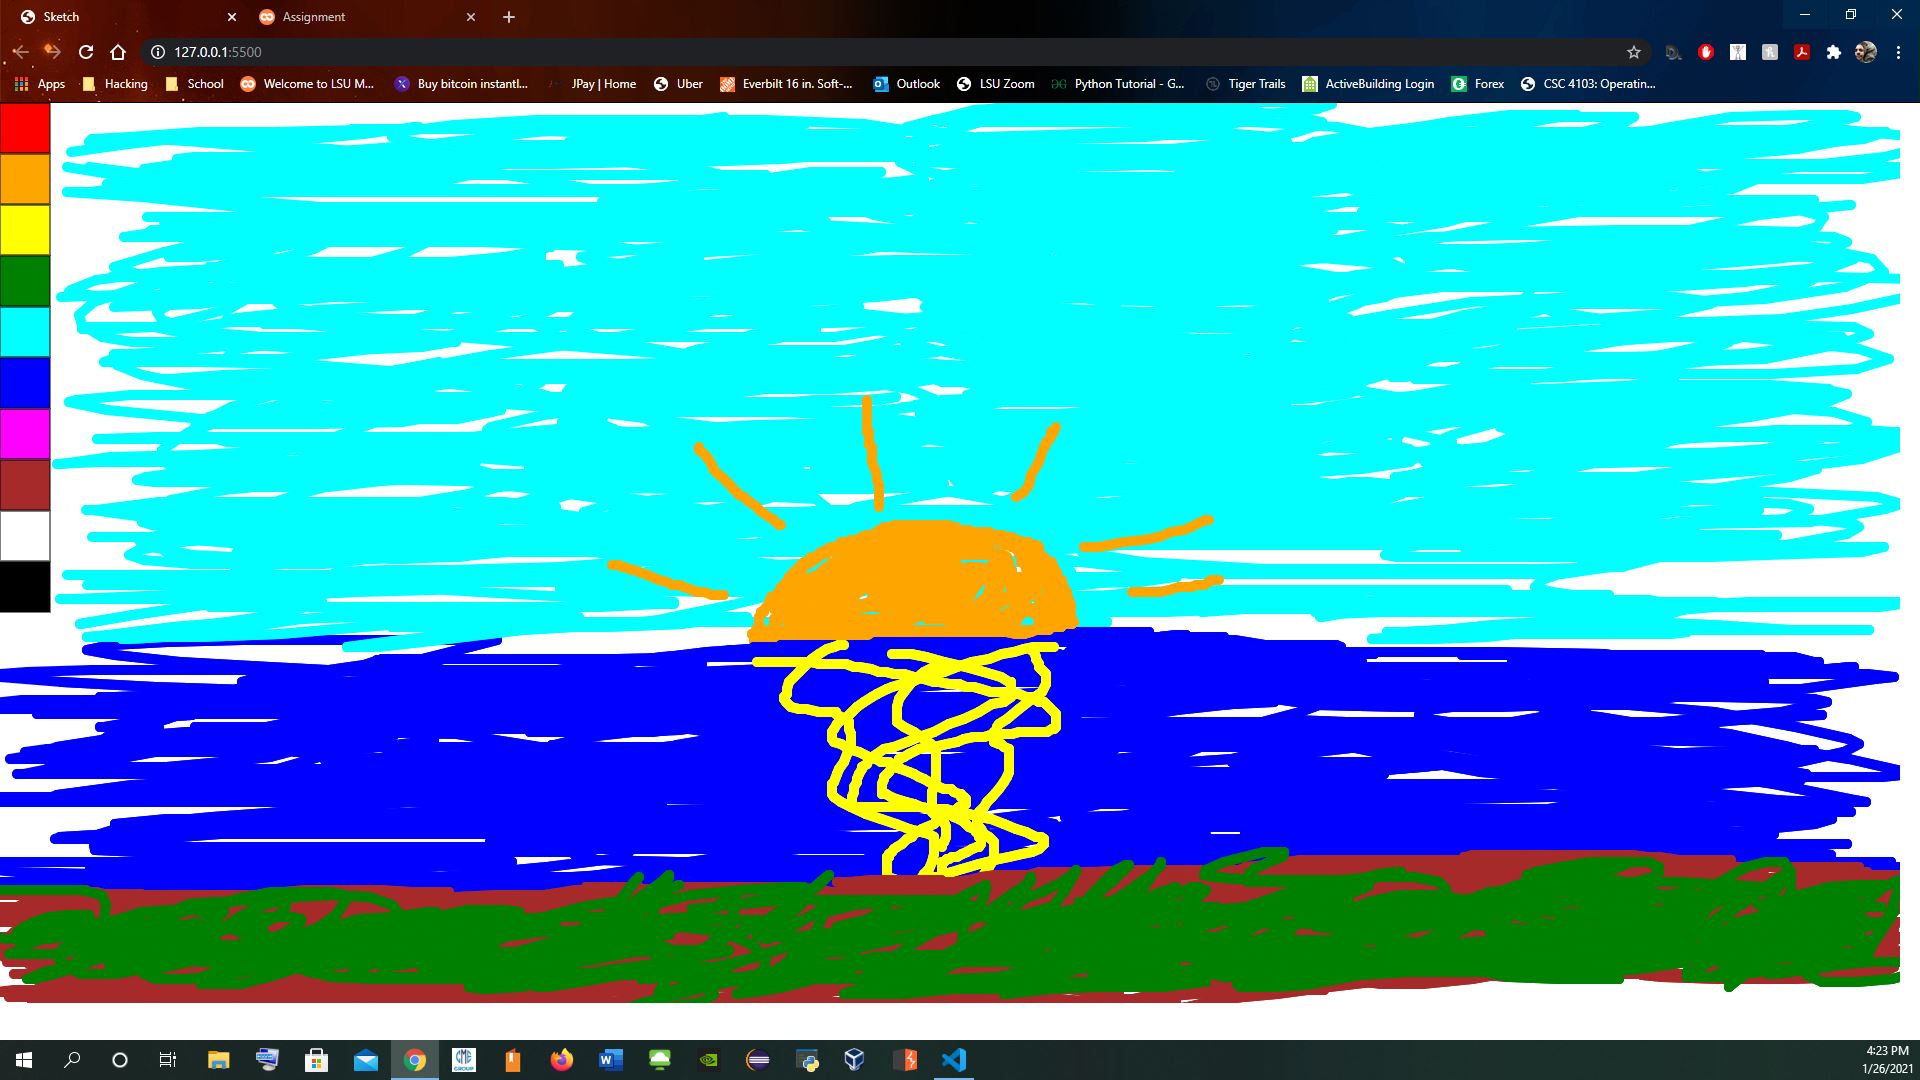 Sketch
Assignment
127.0.0.1:5500
Apps
Hacking
School
Welcome to LSU M...
Buy bitcoin instantl...
JPay | Home
Uber
Everbilt 16 in. Soft-...
Outlook
LSU Zoom
Python Tutorial - G...
Tiger Trails
ActiveBuilding Login
Forex
CSC 4103: Operatin...
CME
GROUP
4:23 PM
1/26/2021